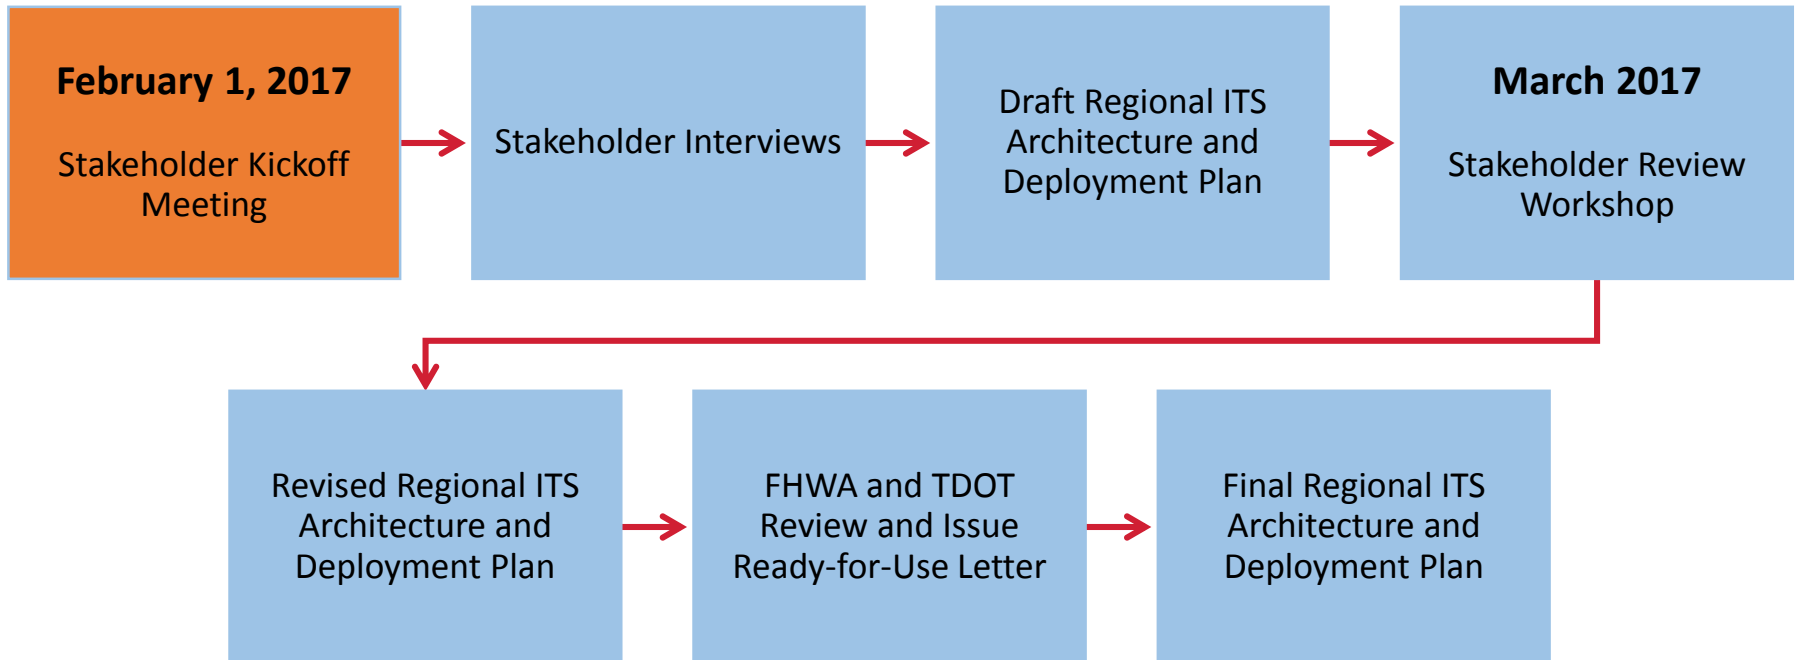 February 1, 2017
Stakeholder Kickoff
Meeting
Stakeholder Interviews
Draft Regional ITS
Architecture and
Deployment Plan
March 2017
Stakeholder Review
Workshop
Revised Regional ITS
Architecture and
Deployment Plan
FHWA and TDOT
Review and Issue
Ready-for-Use Letter
Final Regional ITS
Architecture and
Deployment Plan